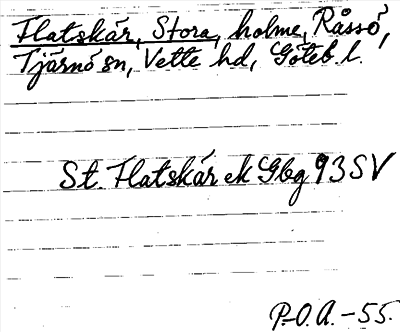 Flatskär, Stora, holme, Råssö,
Tjärnö sn, Vette hd, Göteb. l.
St. Flatskär ek Gbg 93 SV
P.O.A. -55.